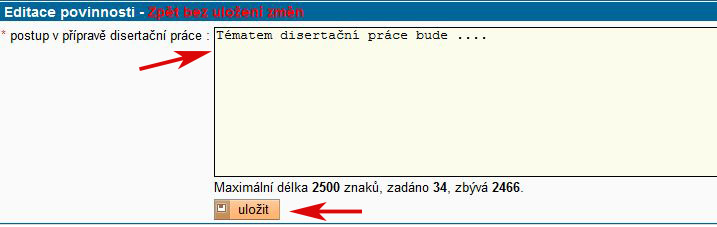 Editace povinnosti - Zpět bez uložení změn
* postup v přípravě disertační práce : Tématem disertační práce bude ....
Maximální délka 2500 znaků, zadáno 34, zbývá 2466.
uložit